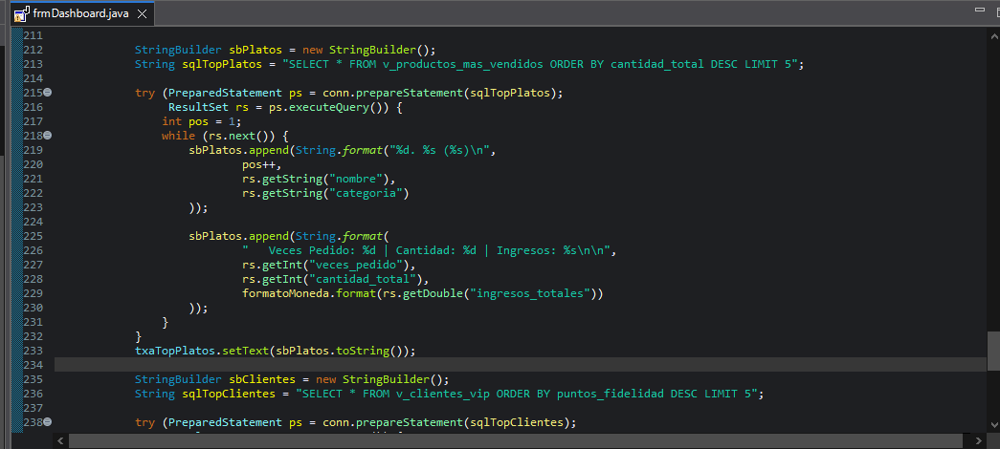 frmDashboard.java
211
212 StringBuilder sbPlatos = new StringBuilder();
213 String sqlTopPlatos = "SELECT * FROM v_productos_mas_vendidos ORDER BY cantidad_total DESC LIMIT 5";
214
215 try (PreparedStatement ps = conn.prepareStatement(sqlTopPlatos);
216 ResultSet rs = ps.executeQuery()) {
217 int pos = 1;
218 while (rs.next()) {
219 sbPlatos.append(String.format("%d. %s (%s)\n",
220 pos++,
221 rs.getString("nombre"),
222 rs.getString("categoria")
223 ));
224
225 sbPlatos.append(String.format(
226 "   Veces Pedido: %d | Cantidad: %d | Ingresos: %s\n\n",
227 rs.getInt("veces_pedido"),
228 rs.getInt("cantidad_total"),
229 formatoMoneda.format(rs.getDouble("ingresos_totales"))
230 ));
231 }
232 }
233 txaTopPlatos.setText(sbPlatos.toString());
234
235 StringBuilder sbClientes = new StringBuilder();
236 String sqlTopClientes = "SELECT * FROM v_clientes_vip ORDER BY puntos_fidelidad DESC LIMIT 5";
237
238 try (PreparedStatement ps = conn.prepareStatement(sqlTopClientes);